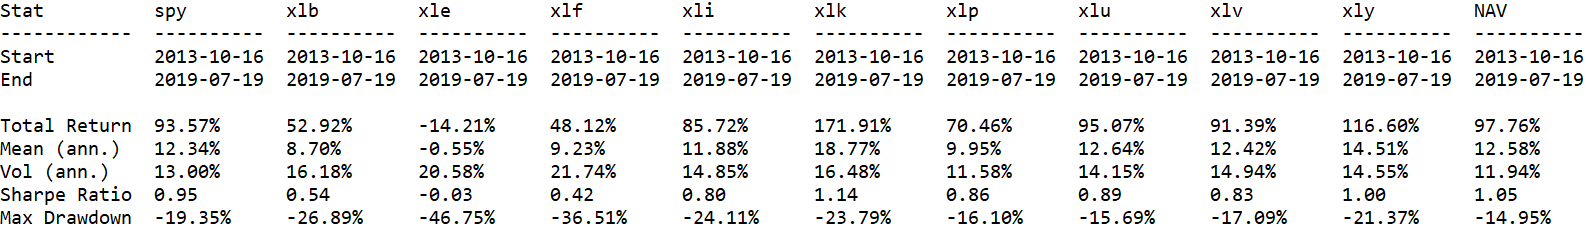 Stat          spy         xlb         xle         xlf         xli         xlk         xlp         xlu         xlv         xly         NAV
------------  ----------  ----------  ----------  ----------  ----------  ----------  ----------  ----------  ----------  ----------  ----------
Start         2013-10-16  2013-10-16  2013-10-16  2013-10-16  2013-10-16  2013-10-16  2013-10-16  2013-10-16  2013-10-16  2013-10-16  2013-10-16
End           2019-07-19  2019-07-19  2019-07-19  2019-07-19  2019-07-19  2019-07-19  2019-07-19  2019-07-19  2019-07-19  2019-07-19  2019-07-19
Total Return  93.57%      52.92%      -14.21%     48.12%      85.72%      171.91%     70.46%      95.07%      91.39%      116.60%     97.76%
Mean (ann.)   12.34%      8.70%       -0.55%      9.23%       11.88%      18.77%      9.95%       12.64%      12.42%      14.51%      12.58%
Vol (ann.)    13.00%      16.18%      20.58%      21.74%      14.85%      16.48%      11.58%      14.15%      14.94%      14.55%      11.94%
Sharpe Ratio  0.95        0.54        -0.03       0.42        0.80        1.14        0.86        0.89        0.83        1.00        1.05
Max Drawdown  -19.35%     -26.89%     -46.75%     -36.51%     -24.11%     -23.79%     -16.10%     -15.69%     -17.09%     -21.37%     -14.95%